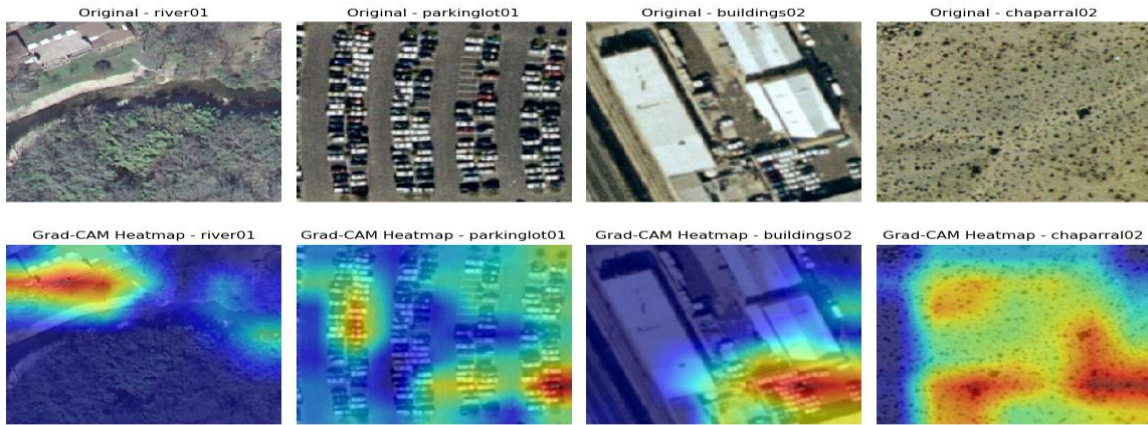 Original - river01
Original - parkinglot01
Original - buildings02
Original - chaparral02
Grad-CAM Heatmap - river01
Grad-CAM Heatmap - parkinglot01
Grad-CAM Heatmap - buildings02
Grad-CAM Heatmap - chaparral02